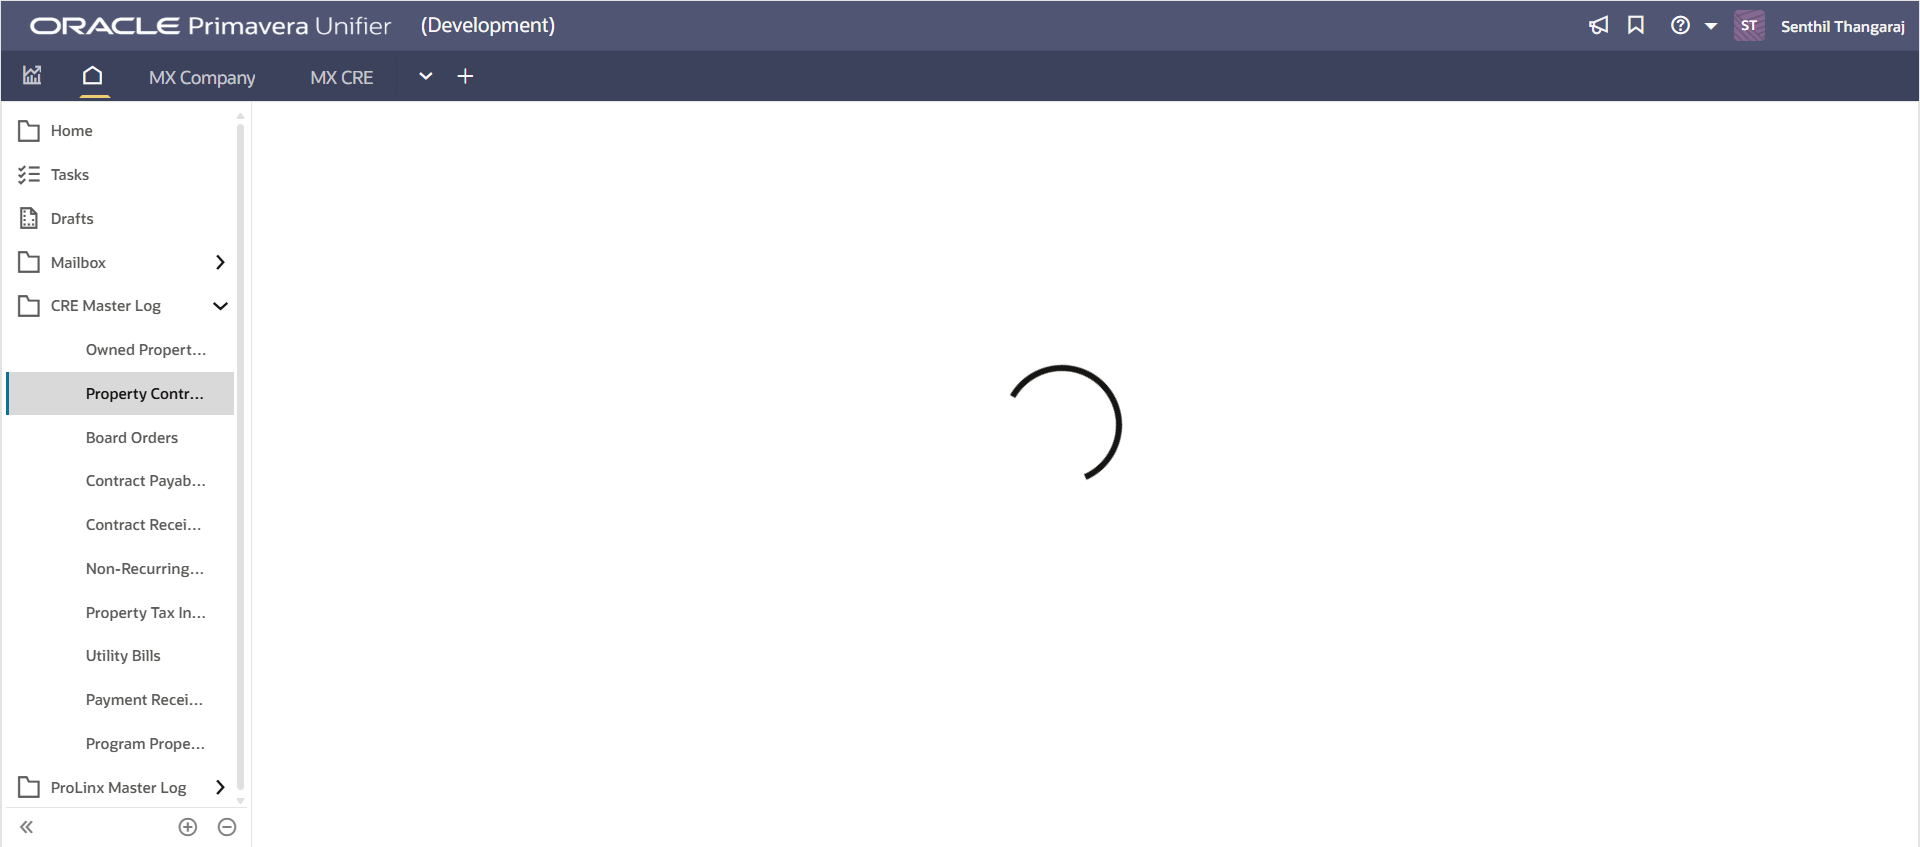 ORACLE Primavera Unifier (Development)
ST Senthil Thangaraj
MX Company MX CRE
Home
Tasks
Drafts
Mailbox
CRE Master Log
Owned Propert...
Property Contr...
Board Orders
Contract Payab...
Contract Recei...
Non-Recurring...
Property Tax In...
Utility Bills
Payment Recei...
Program Prope...
ProLinx Master Log